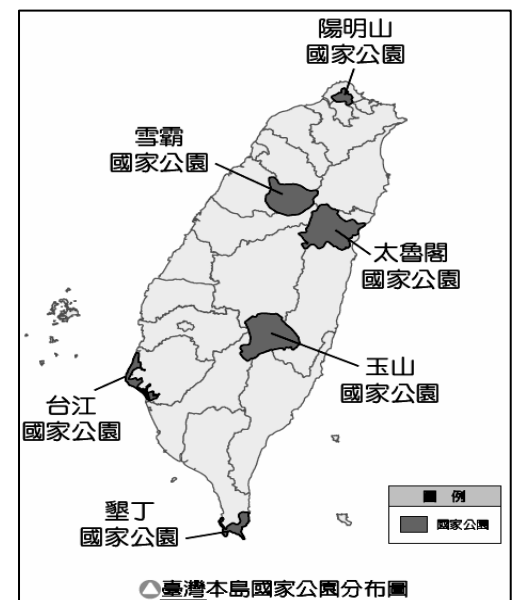 陽明山
國家公園
雪霸
國家公園
太魯閣
國家公園
玉山
國家公園
台江
國家公園
墾丁
國家公園
圖 例
國家公園
臺灣本島國家公園分布圖